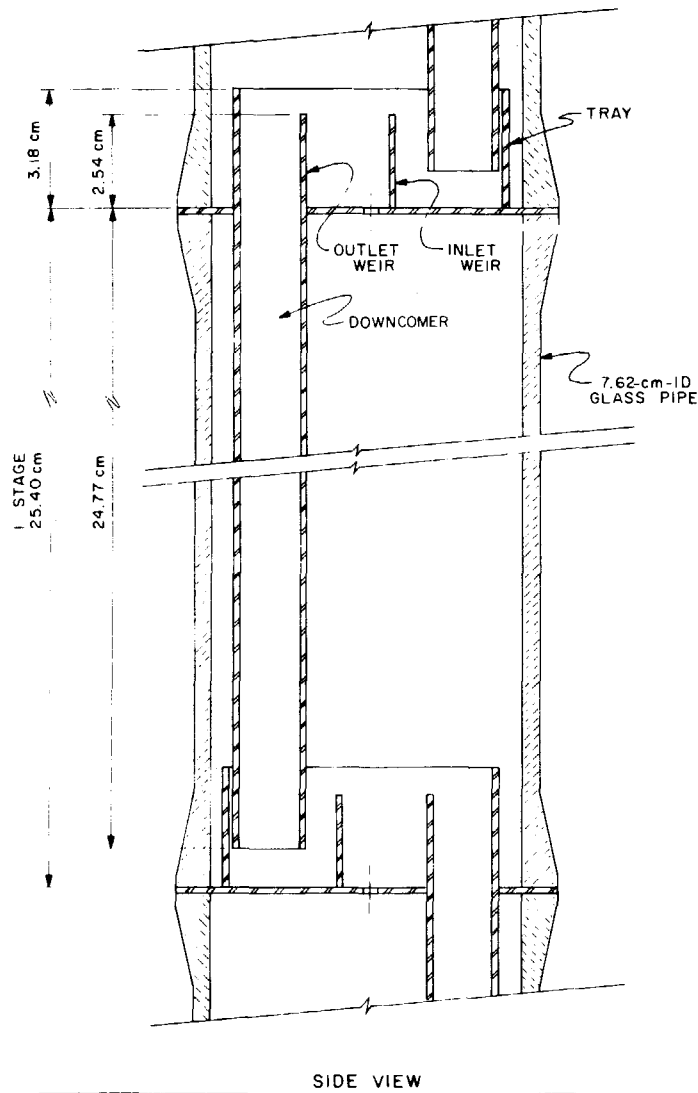 TRAY
3.18 cm
2.54 cm
OUTLET
WEIR
INLET
WEIR
DOWNCOMER
7.62-cm-ID
GLASS PIPE
1 STAGE
25.40 cm
24.77 cm
SIDE VIEW